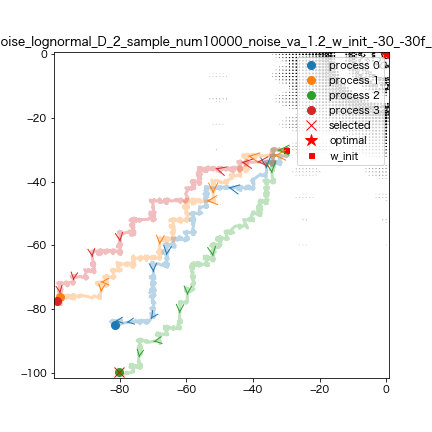 oise_lognormal_D_2_sample_num10000_noise_va_1.2_w_init_-30_-30f_
0
process 0
process 1
process 2
process 3
selected
optimal
w_init
−20
−40
−60
−80
−100
−80 −60 −40 −20 0